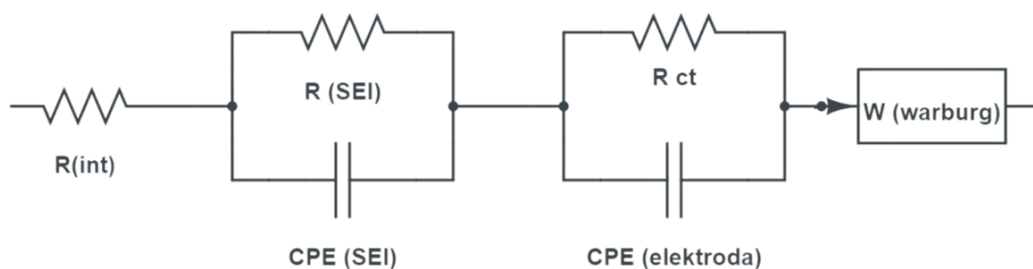 R (SEI)
R ct
W (warburg)
R(int)
CPE (SEI)
CPE (elektroda)